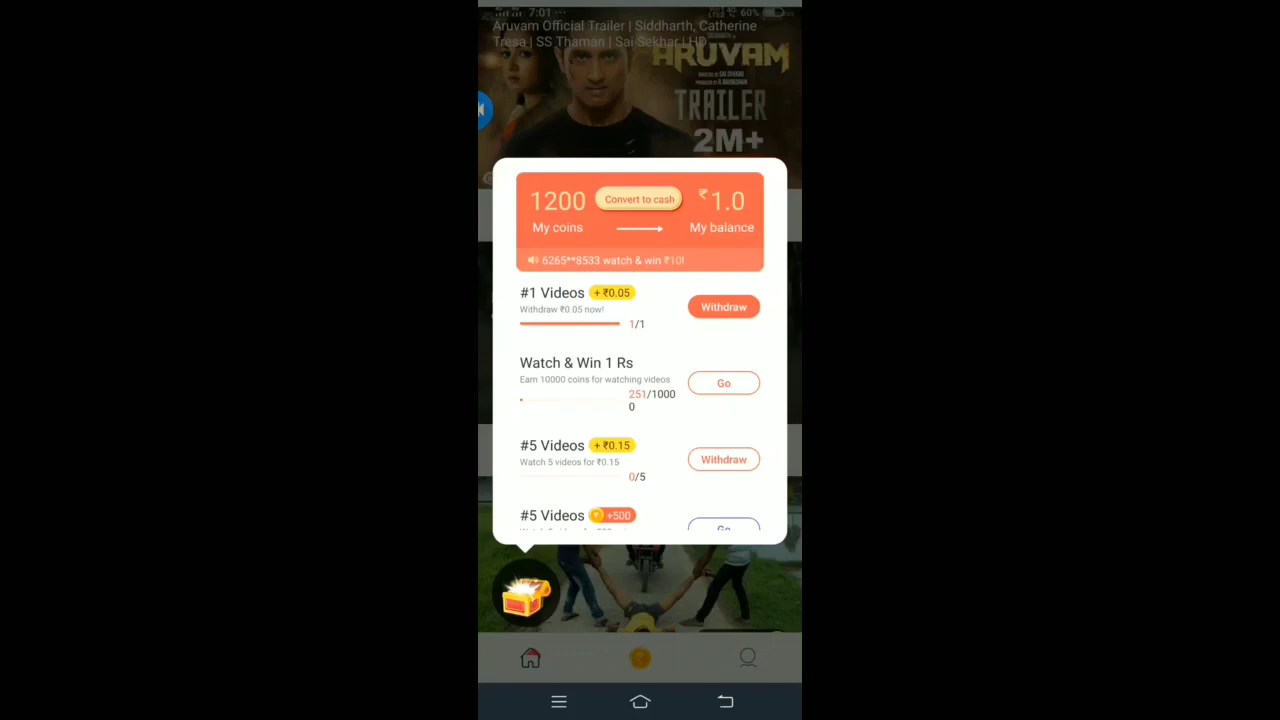 7:01
60%
Aruvam Official Trailer | Siddharth, Catherine
Tresa | SS Thaman | Sai Sekhar | HD
ARUVAM
TRAILER
2M+
1200
Convert to cash
₹1.0
My coins
My balance
6265**8533 watch & win ₹10!
#1 Videos + ₹0.05
Withdraw ₹0.05 now!
Withdraw
1/1
Watch & Win 1 Rs
Earn 10000 coins for watching videos
Go
251/1000
0
#5 Videos + ₹0.15
Watch 5 videos for ₹0.15
Withdraw
0/5
#5 Videos +500
Go